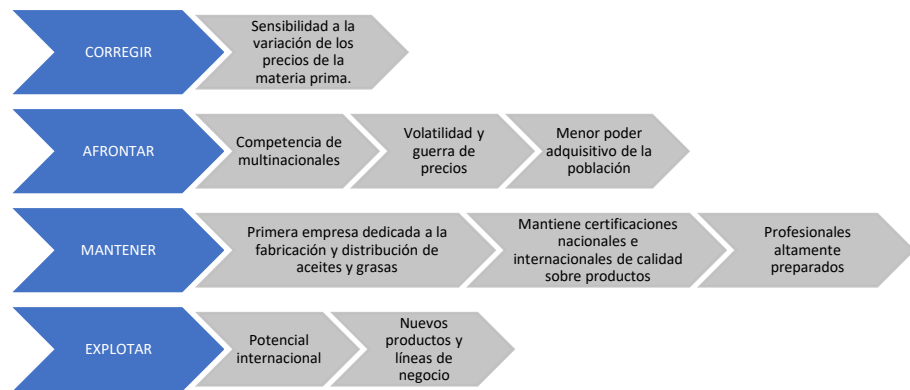 CORREGIR
Sensibilidad a la
variación de los
precios de la
materia prima.
AFRONTAR
Competencia de
multinacionales
Volatilidad y
guerra de
precios
Menor poder
adquisitivo de la
población
MANTENER
Primera empresa dedicada a la
fabricación y distribución de
aceites y grasas
Mantiene certificaciones
nacionales e
internacionales de calidad
sobre productos
Profesionales
altamente
preparados
EXPLOTAR
Potencial
internacional
Nuevos
productos y
líneas de
negocio